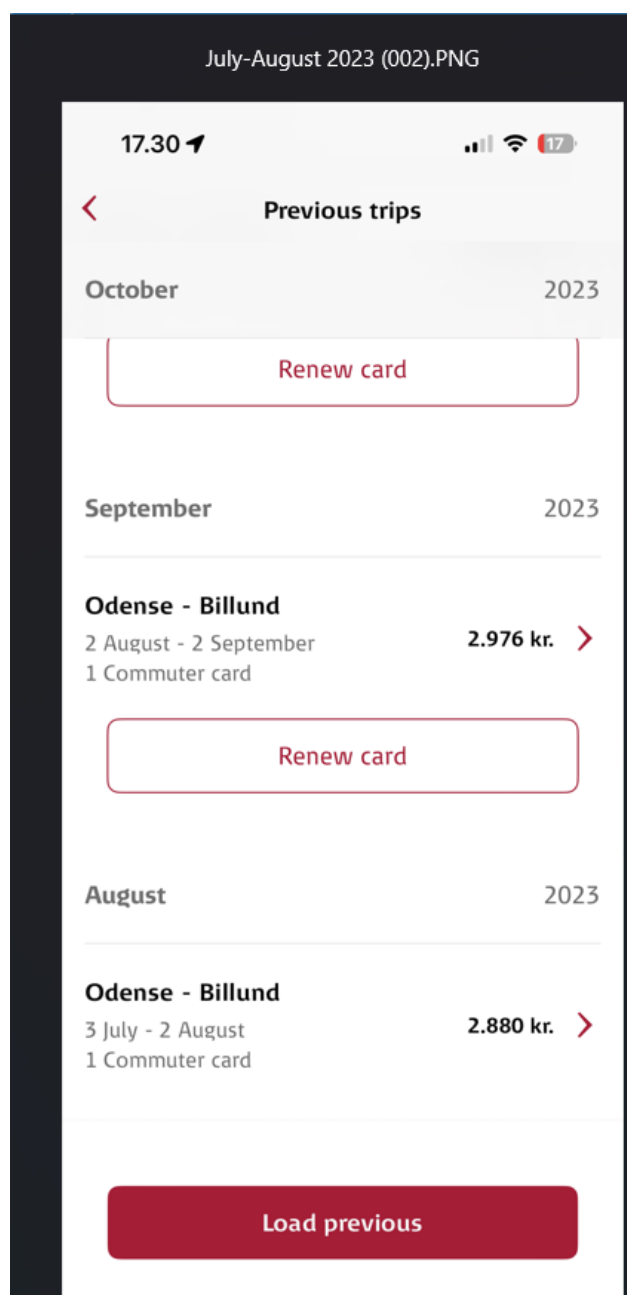 July-August 2023 (002).PNG
17.30 17
Previous trips
October 2023
Renew card
September 2023
Odense - Billund
2 August - 2 September 2.976 kr.
1 Commuter card
Renew card
August 2023
Odense - Billund
3 July - 2 August 2.880 kr.
1 Commuter card
Load previous